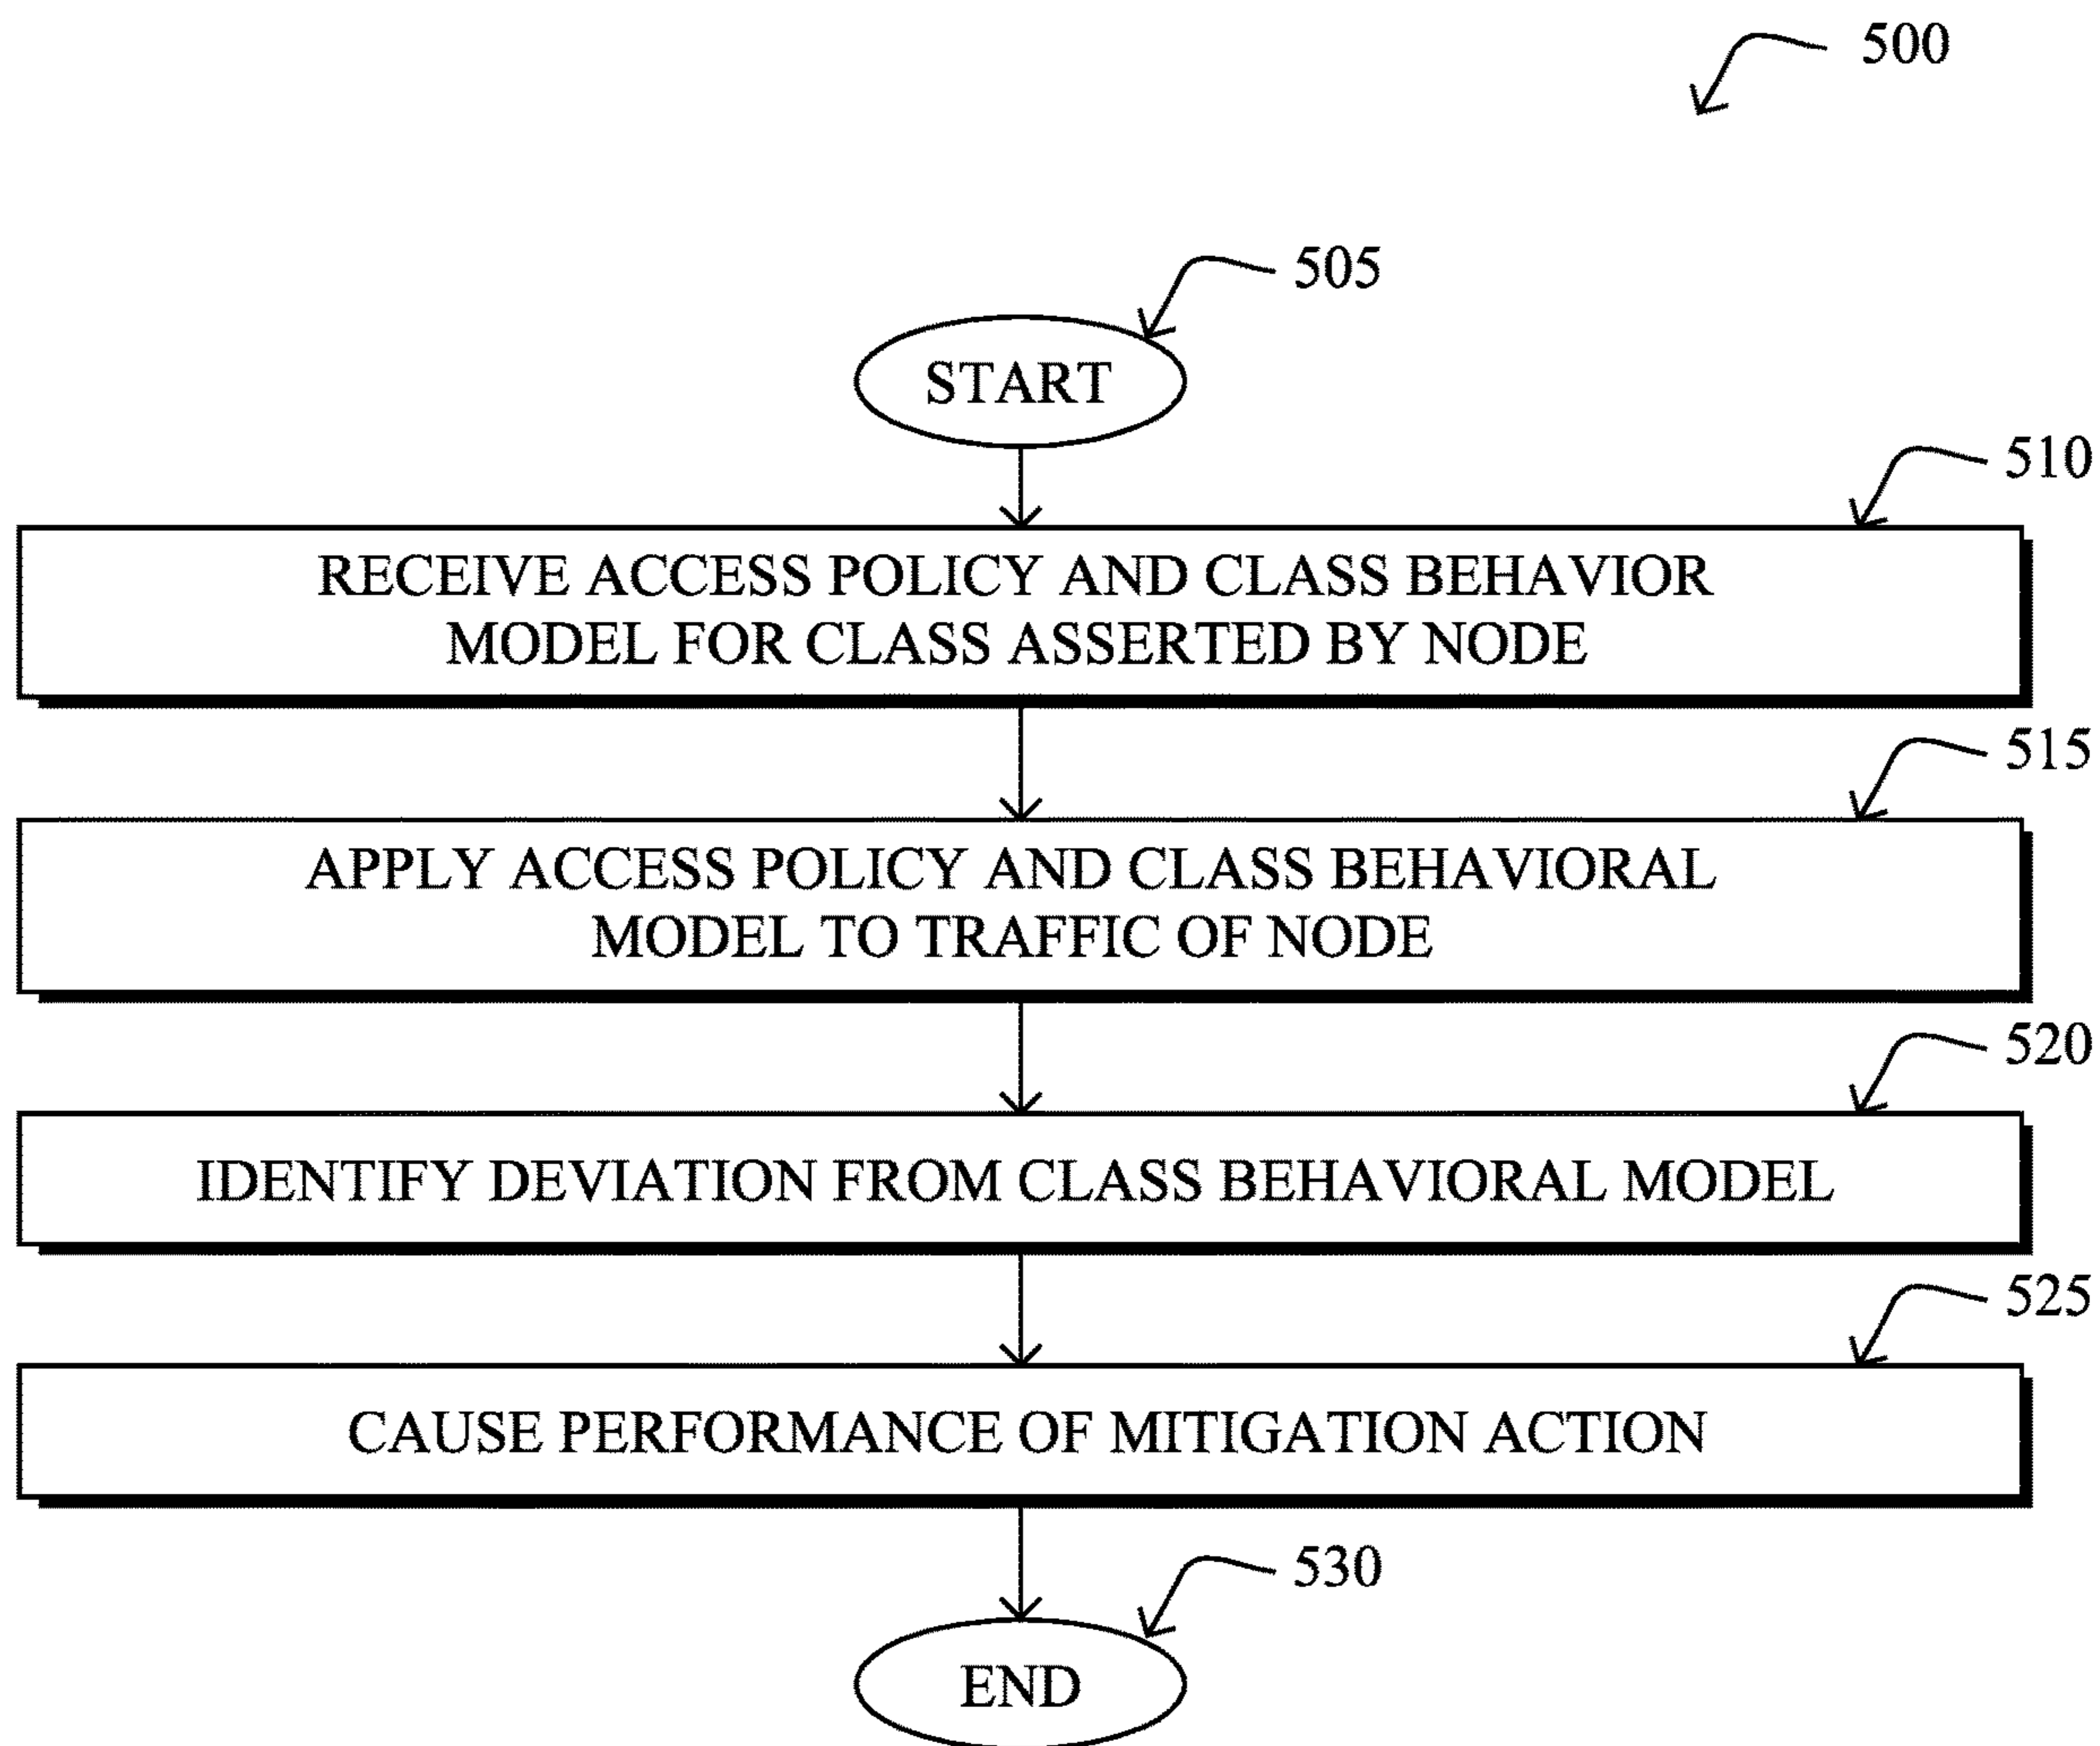 500
505
START
510
RECEIVE ACCESS POLICY AND CLASS BEHAVIOR
MODEL FOR CLASS ASSERTED BY NODE
515
APPLY ACCESS POLICY AND CLASS BEHAVIORAL
MODEL TO TRAFFIC OF NODE
520
IDENTIFY DEVIATION FROM CLASS BEHAVIORAL MODEL
525
CAUSE PERFORMANCE OF MITIGATION ACTION
530
END